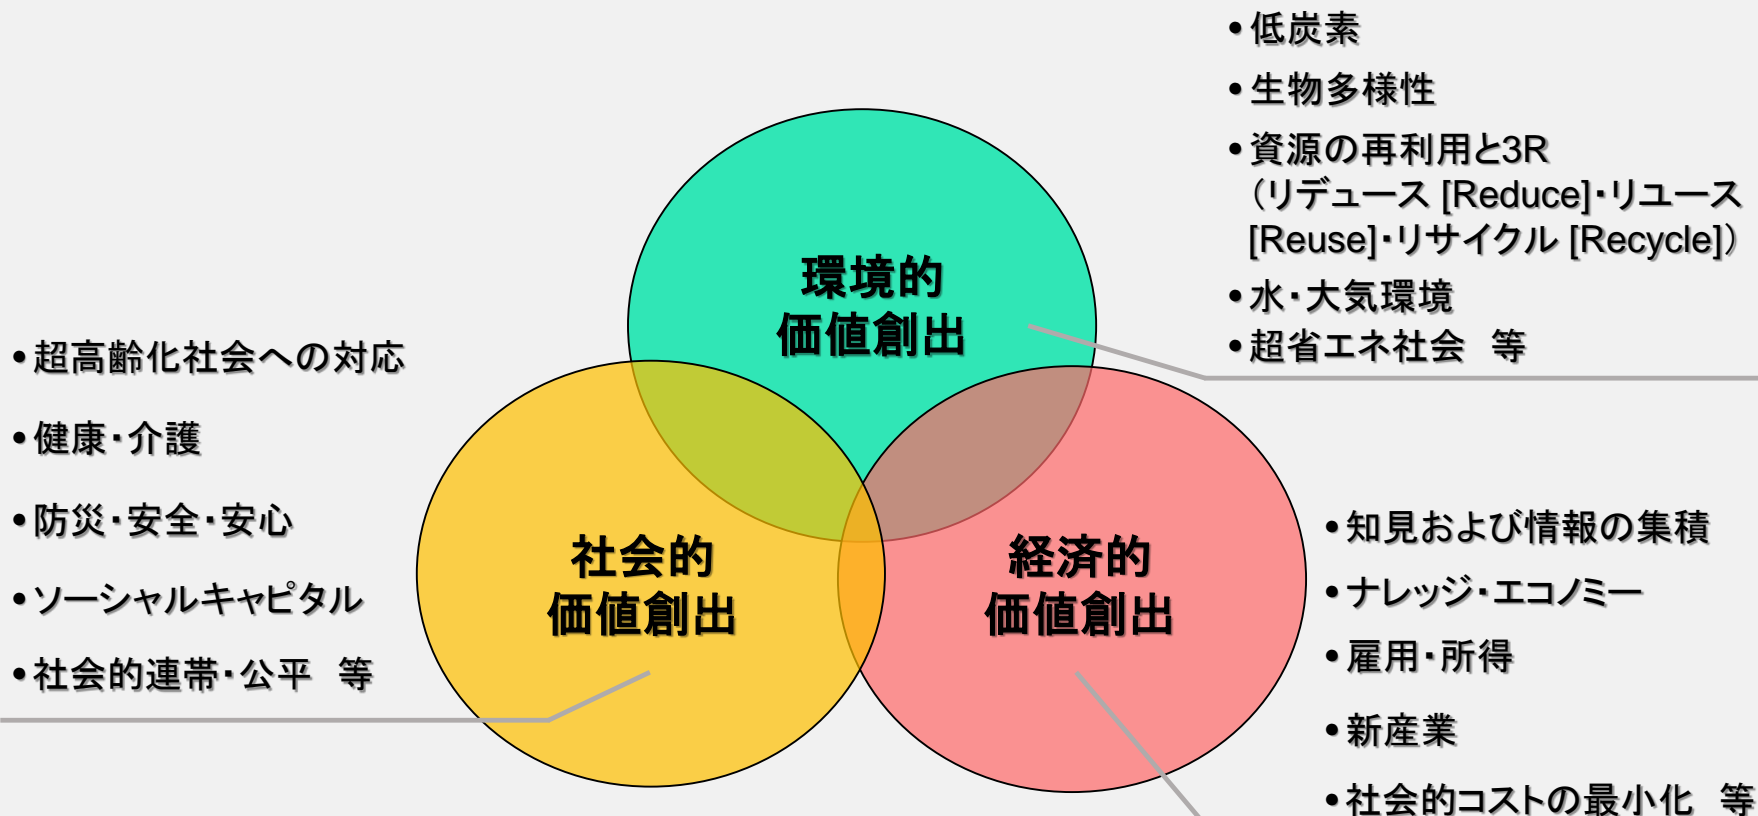 •低炭素
•生物多様性
•資源の再利用と3R
（リデュース [Reduce]・リユース
[Reuse]・リサイクル [Recycle]）
•水・大気環境
•超省エネ社会　等
環境的
価値創出
•超高齢化社会への対応
•健康・介護
•防災・安全・安心
•ソーシャルキャピタル
•社会的連帯・公平　等
社会的
価値創出
経済的
価値創出
•知見および情報の集積
•ナレッジ・エコノミー
•雇用・所得
•新産業
•社会的コストの最小化　等